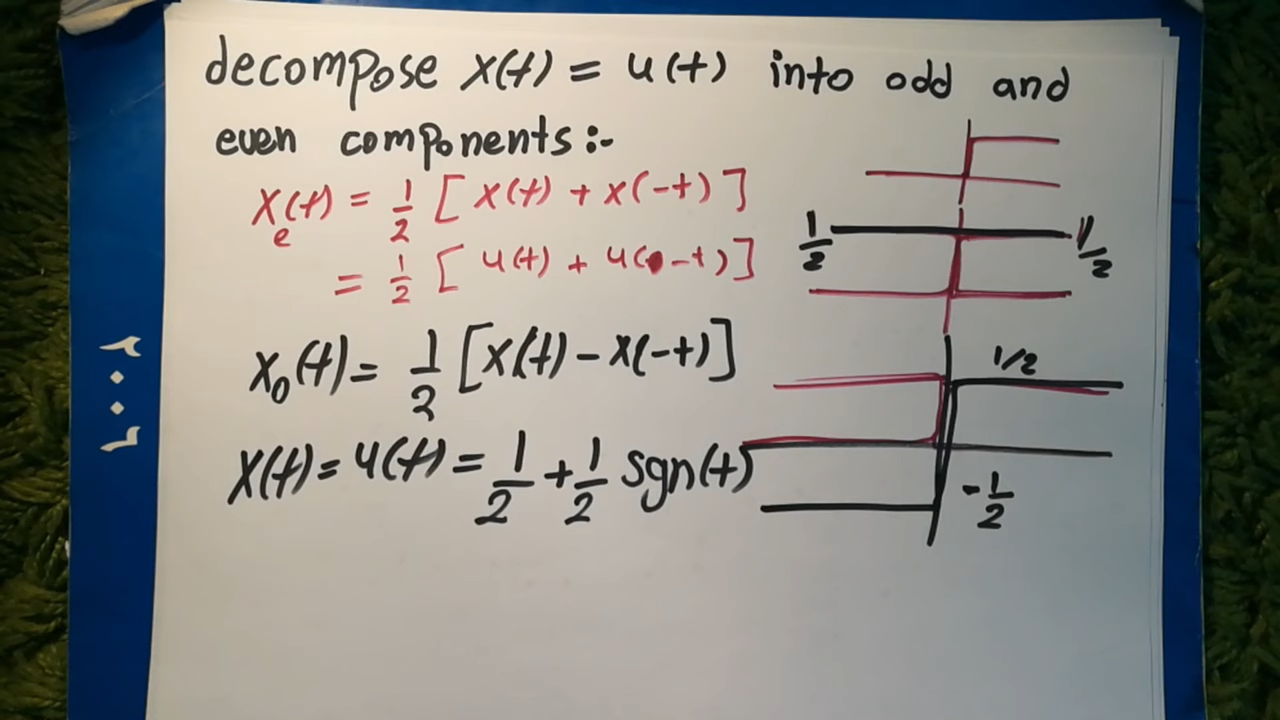 decompose x(t) = u(t) into odd and
even components:-
Xe(t) = 1/2 [x(t) + x(-t)]
= 1/2 [u(t) + u(-t)]
x₀(t) = 1/2 [x(t) - x(-t)]
x(t) = u(t) = 1/2 + 1/2 sgn(t)
1/2
1/2
1/2
-1/2